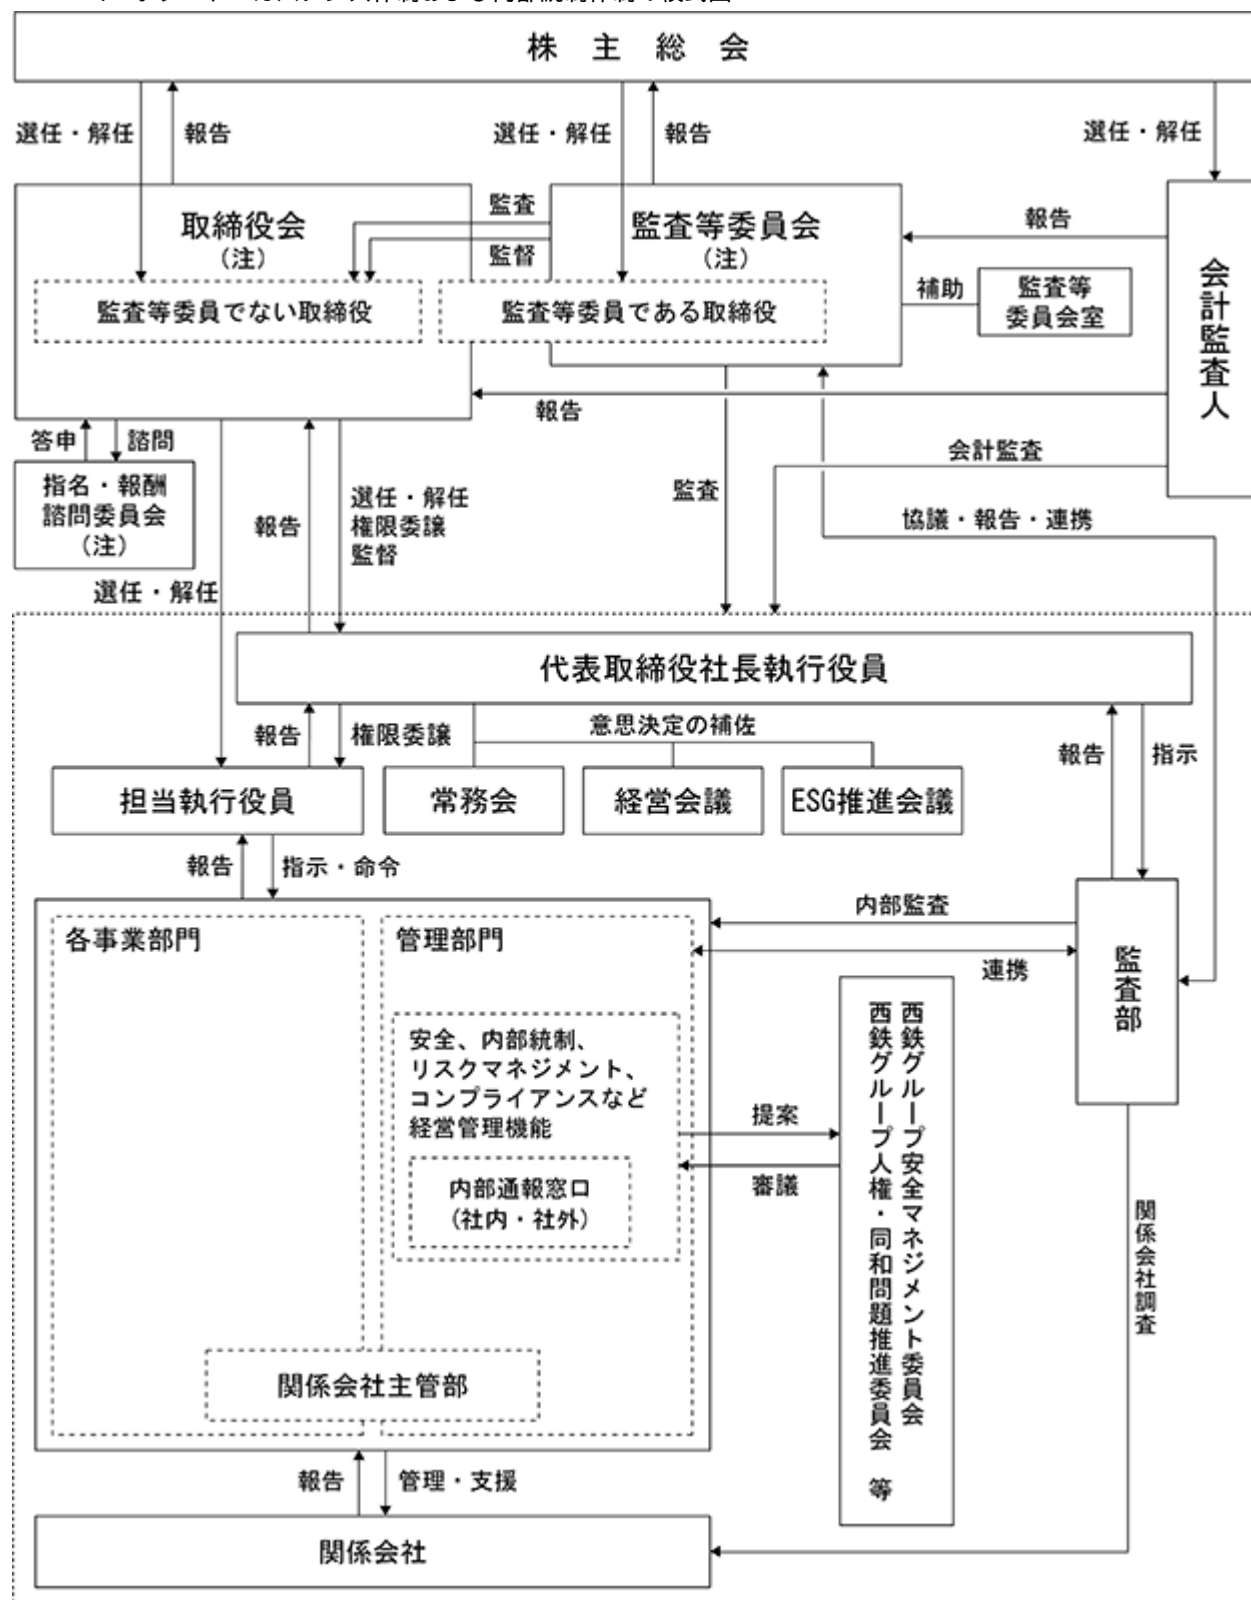 株主総会
選任・解任
報告
選任・解任
報告
選任・解任
取締役会
（注）
監査
監督
監査等委員会
（注）
報告
会計監査人
監査等委員でない取締役
監査等委員である取締役
補助
監査等
委員会室
報告
答申
諮問
会計監査
指名・報酬
諮問委員会
（注）
報告
選任・解任
権限委譲
監督
監査
協議・報告・連携
選任・解任
代表取締役社長執行役員
報告
権限委譲
意思決定の補佐
報告
指示
担当執行役員
常務会
経営会議
ESG推進会議
報告
指示・命令
内部監査
各事業部門
管理部門
連携
監査部
安全、内部統制、
リスクマネジメント、
コンプライアンスなど
経営管理機能
提案
審議
内部通報窓口
（社内・社外）
西鉄グループ安全マネジメント委員会
西鉄グループ人権・同和問題推進委員会　等
関係会社調査
関係会社主管部
報告
管理・支援
関係会社